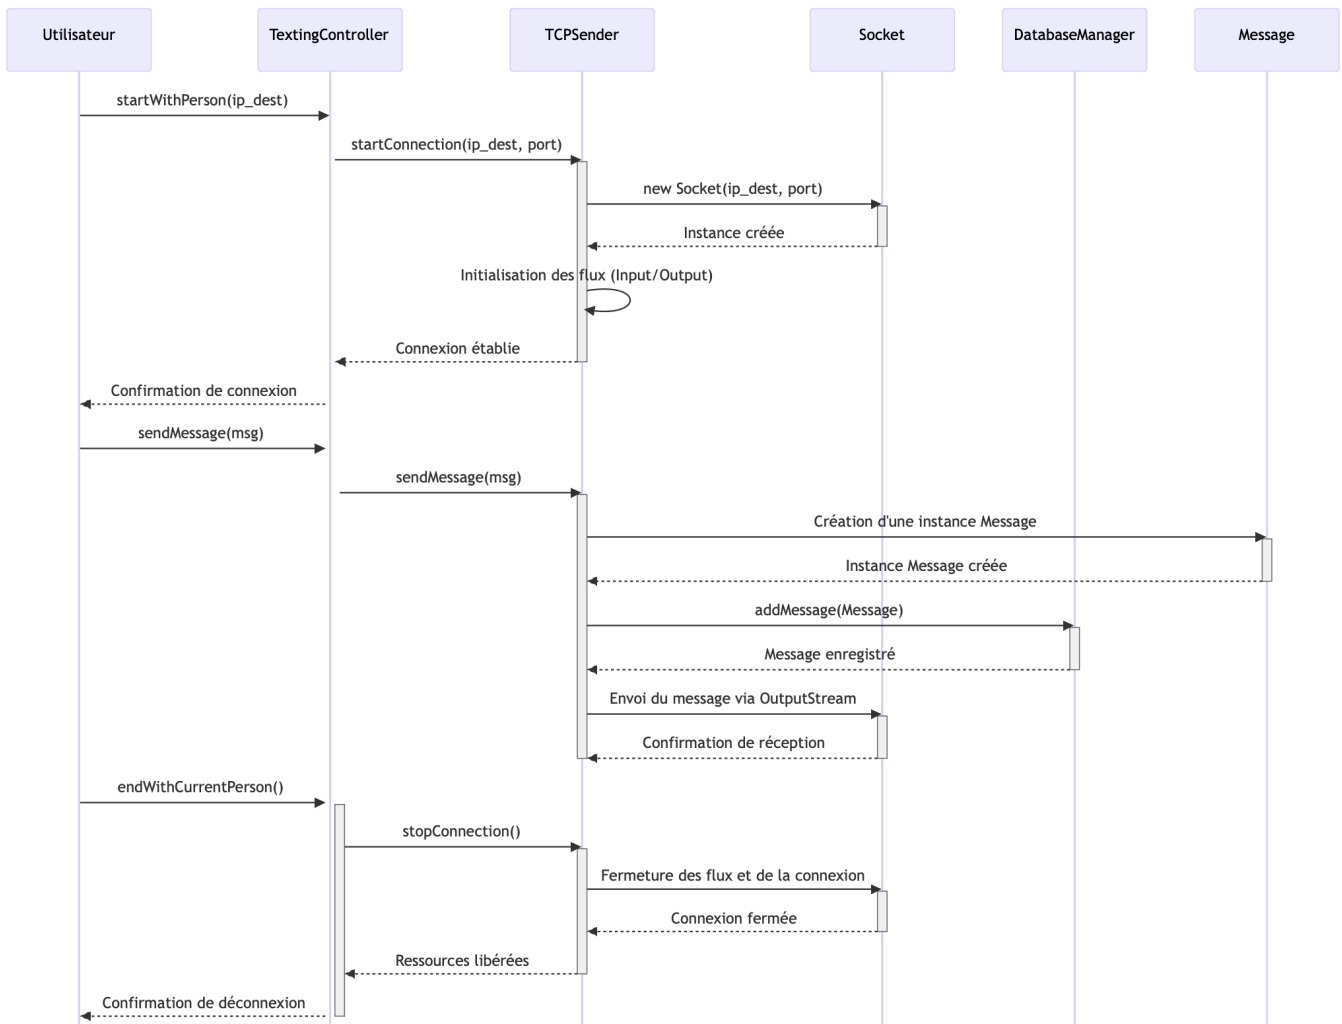 Utilisateur
TextingController
TCPSender
Socket
DatabaseManager
Message
startWithPerson(ip_dest)
startConnection(ip_dest, port)
new Socket(ip_dest, port)
Instance créée
Initialisation des flux (Input/Output)
Connexion établie
Confirmation de connexion
sendMessage(msg)
sendMessage(msg)
Création d'une instance Message
Instance Message créée
addMessage(Message)
Message enregistré
Envoi du message via OutputStream
Confirmation de réception
endWithCurrentPerson()
stopConnection()
Fermeture des flux et de la connexion
Connexion fermée
Ressources libérées
Confirmation de déconnexion